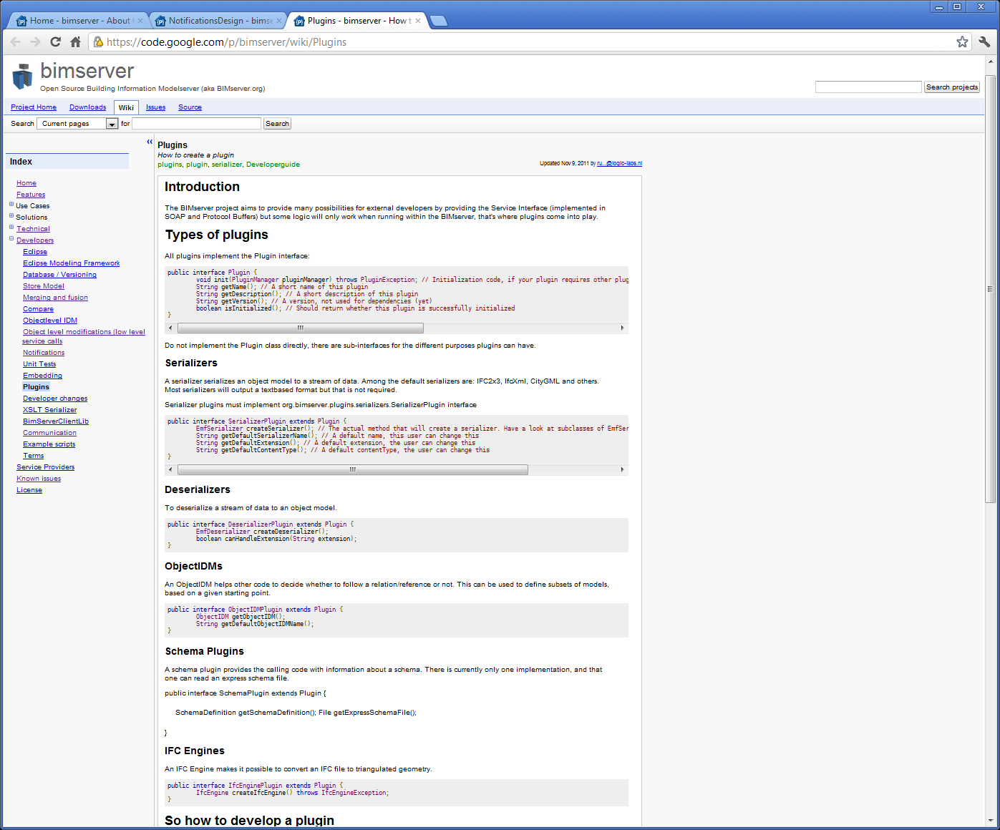 Home - bimserver - About
NotificationsDesign - bimse
Plugins - bimserver - How t
https://code.google.com/p/bimserver/wiki/Plugins
bimserver
Open Source Building Information Modelserver (aka BIMserver.org)
Search projects
Project Home Downloads Wiki Issues Source
Search Current pages for Search
Index
Home
Features
Use Cases
Solutions
Technical
Developers
Eclipse
Eclipse Modeling Framework
Database / Versioning
Store Model
Merging and fusion
Compare
Objectlevel IDM
Object level modifications (low level
service calls
Notifications
Unit Tests
Embedding
Plugins
Developer changes
XSLT Serializer
BimServerClientLib
Communication
Example scripts
Terms
Service Providers
Known issues
License
Plugins
How to create a plugin
plugins, plugin, serializer, Developerguide
Updated Nov 9, 2011 by ru...@logic-labs.nl
Introduction
The BIMserver project aims to provide many possibilities for external developers by providing the Service Interface (implemented in
SOAP and Protocol Buffers) but some logic will only work when running within the BIMserver, that's where plugins come into play.
Types of plugins
All plugins implement the Plugin interface:
public interface Plugin {
void init(PluginManager pluginManager) throws PluginException; // Initialization code, if your plugin requires other plug
String getName(); // A short name of this plugin
String getDescription(); // A short description of this plugin
String getVersion(); // A version, not used for dependencies (yet)
boolean isInitialized(); // Should return whether this plugin is successfully initialized
}
Do not implement the Plugin class directly, there are sub-interfaces for the different purposes plugins can have.
Serializers
A serializer serializes an object model to a stream of data. Among the default serializers are: IFC2x3, IfcXml, CityGML and others.
Most serializers will output a textbased format but that is not required.
Serializer plugins must implement org.bimserver.plugins.serializers.SerializerPlugin interface
public interface SerializerPlugin extends Plugin {
EmfSerializer createSerializer(); // The actual method that will create a serializer. Have a look at subclasses of EmfSer
String getDefaultSerializerName(); // A default name, this user can change this
String getDefaultExtension(); // A default extension, the user can change this
String getDefaultContentType(); // A default contentType, the user can change this
}
Deserializers
To deserialize a stream of data to an object model.
public interface DeserializerPlugin extends Plugin {
EmfDeserializer createDeserializer();
boolean canHandleExtension(String extension);
}
ObjectIDMs
An ObjectIDM helps other code to decide whether to follow a relation/reference or not. This can be used to define subsets of models,
based on a given starting point.
public interface ObjectIDMPlugin extends Plugin {
ObjectIDM getObjectIDM();
String getDefaultObjectIDMName();
}
Schema Plugins
A schema plugin provides the calling code with information about a schema. There is currently only one implementation, and that
one can read an express schema file.
public interface SchemaPlugin extends Plugin {
SchemaDefinition getSchemaDefinition(); File getExpressSchemaFile();
}
IFC Engines
An IFC Engine makes it possible to convert an IFC file to triangulated geometry.
public interface IfcEnginePlugin extends Plugin {
IfcEngine createIfcEngine() throws IfcEngineException;
}
So how to develop a plugin